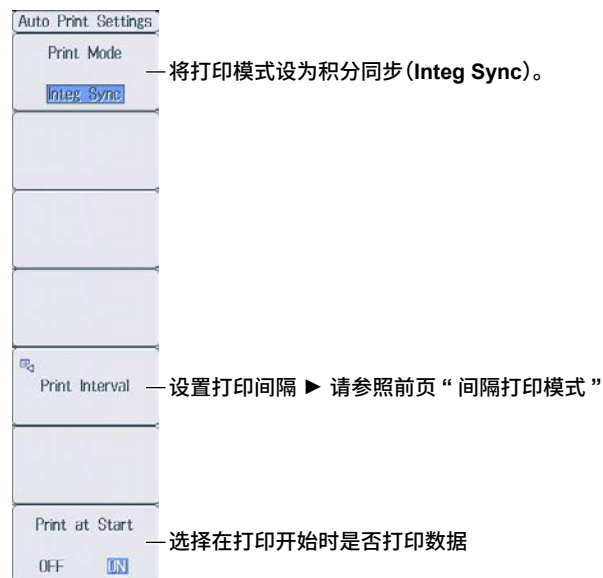 Auto Print Settings
Print Mode
Integ Sync
将打印模式设为积分同步（Integ Sync）。
Print Interval
设置打印间隔 ► 请参照前页 “ 间隔打印模式 ”
Print at Start
OFF ON
选择在打印开始时是否打印数据